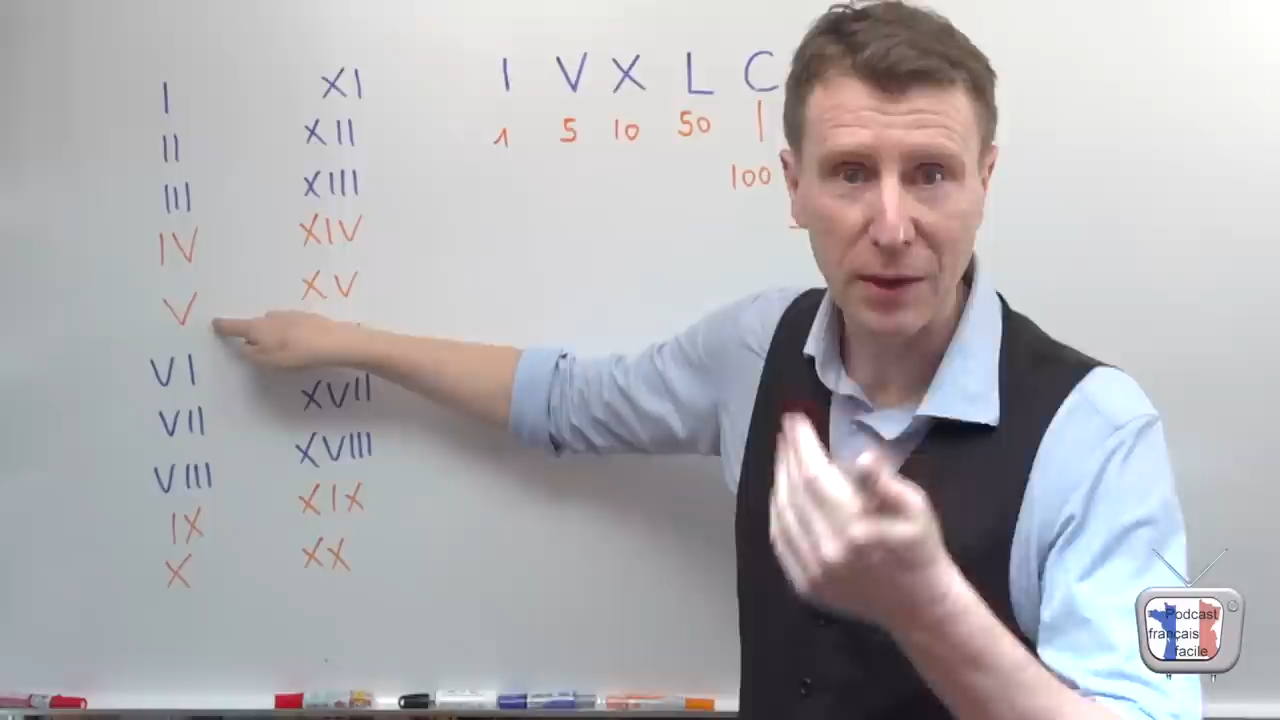 I
II
III
IV
V
VI
VII
VIII
IX
X
XI
XII
XIII
XIV
XV
XVII
XVIII
XIX
XX
I V X L C
1 5 10 50
100
Podcast
français
facile